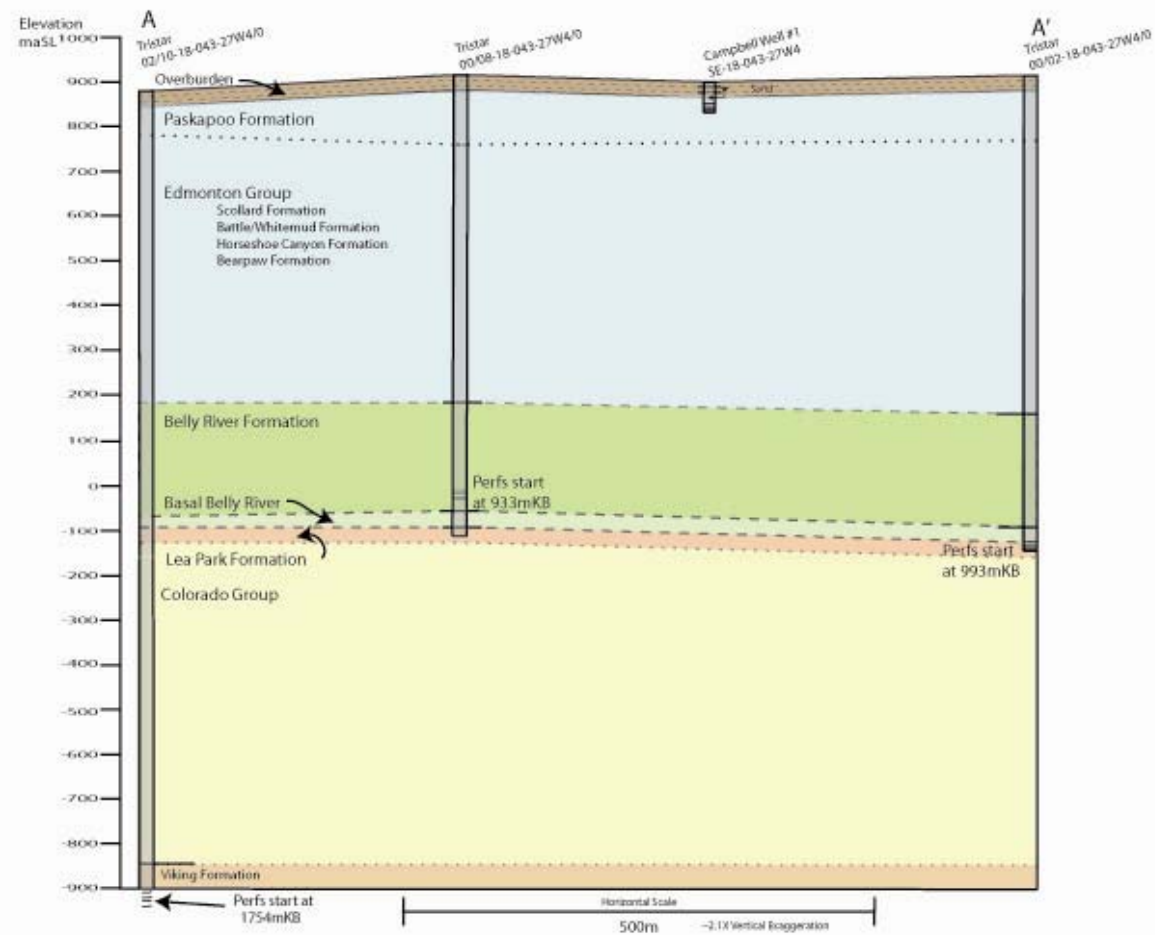 Elevation
maSL
A
A'
Tristar
02/10-18-043-27W4/0
Tristar
00/08-18-043-27W4/0
Campbell Well #1
SE-18-043-27W4
Tristar
00/02-18-043-27W4/0
1000
900
800
700
600
500
400
300
200
100
0
-100
-200
-300
-400
-500
-600
-700
-800
-900
Overburden
Sand
Paskapoo Formation
Edmonton Group
Scollard Formation
Battle/Whitemud Formation
Horseshoe Canyon Formation
Bearpaw Formation
Belly River Formation
Perfs start
at 933mKB
Basal Belly River
Lea Park Formation
Perfs start
at 993mKB
Colorado Group
Viking Formation
Perfs start at
1754mKB
Horizontal Scale
500m
~2.1X Vertical Exaggeration